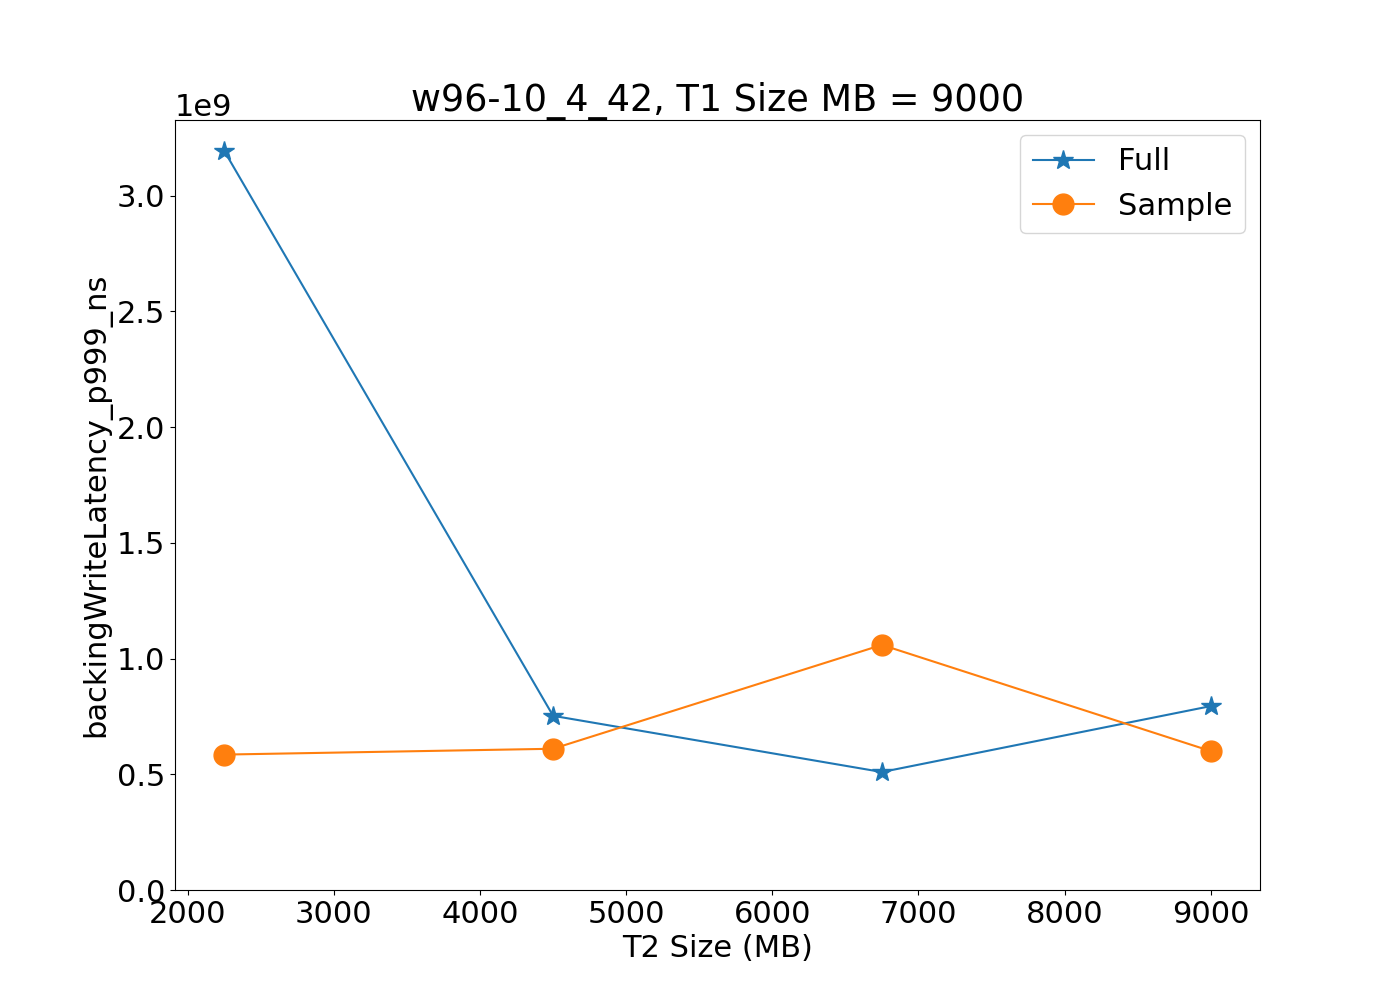 w96-10_4_42, T1 Size MB = 9000
1e9
Full
Sample
3.0
2.5
2.0
1.5
1.0
0.5
0.0
backingWriteLatency_p999_ns
2000 3000 4000 5000 6000 7000 8000 9000
T2 Size (MB)